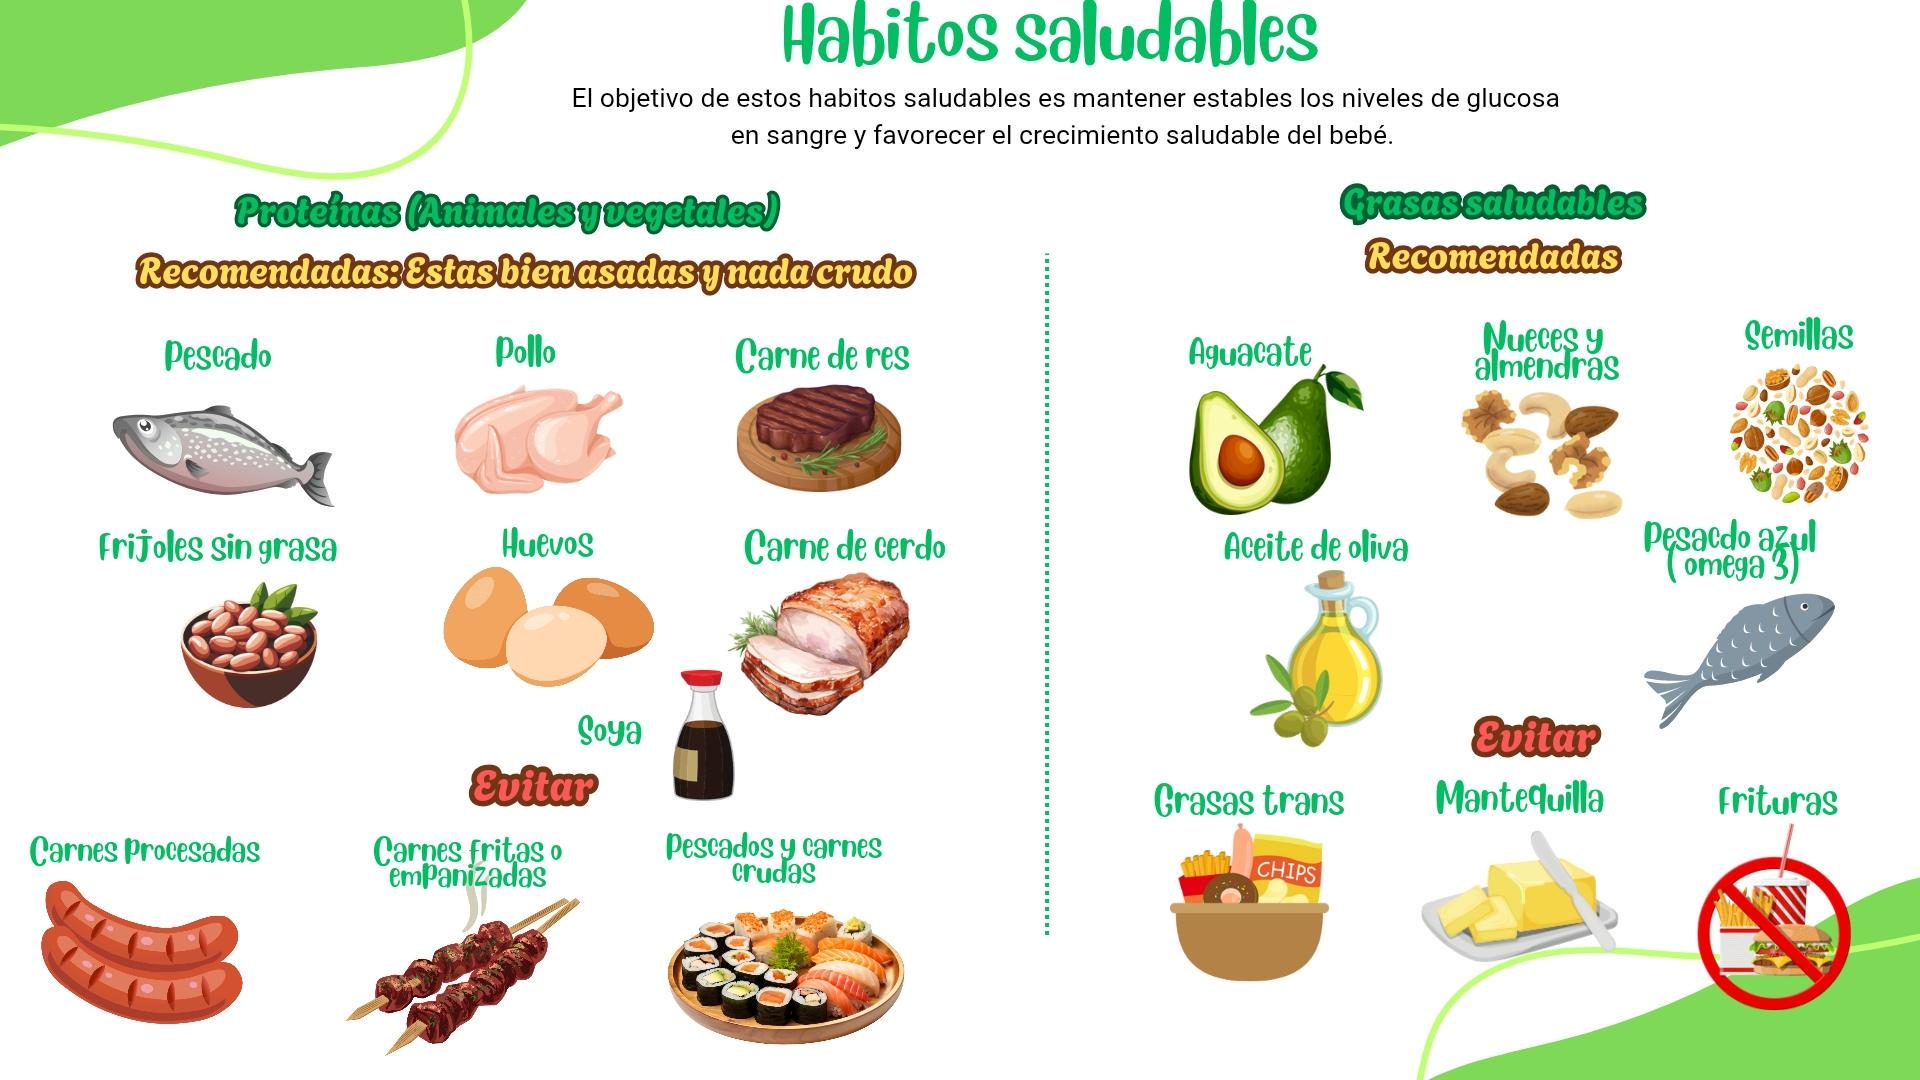 Habitos saludables
El objetivo de estos habitos saludables es mantener estables los niveles de glucosa
en sangre y favorecer el crecimiento saludable del bebé.
Proteínas (Animales y vegetales)
Recomendadas: Estas bien asadas y nada crudo
Pescado
Pollo
Carne de res
Frijoles sin grasa
Huevos
Carne de cerdo
Soya
Evitar
Carnes Procesadas
Carnes fritas o
emPanizadas
Pescados y carnes
crudas
Grasas saludables
Recomendadas
Aguacate
Nueces y
almendras
Semillas
Aceite de oliva
Pesacdo azul
( omega 3)
Evitar
Grasas trans
CHIPS
Mantequilla
Frituras